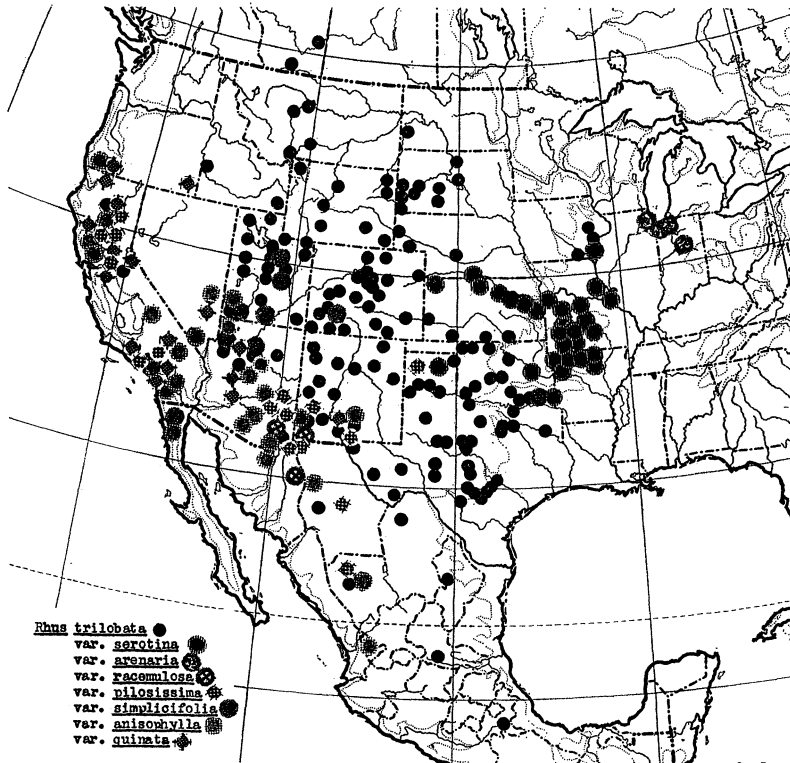 Rhus trilobata
var. serotina
var. arenaria
var. racemulosa
var. pilosissima
var. simplicifolia
var. anisophylla
var. quinata